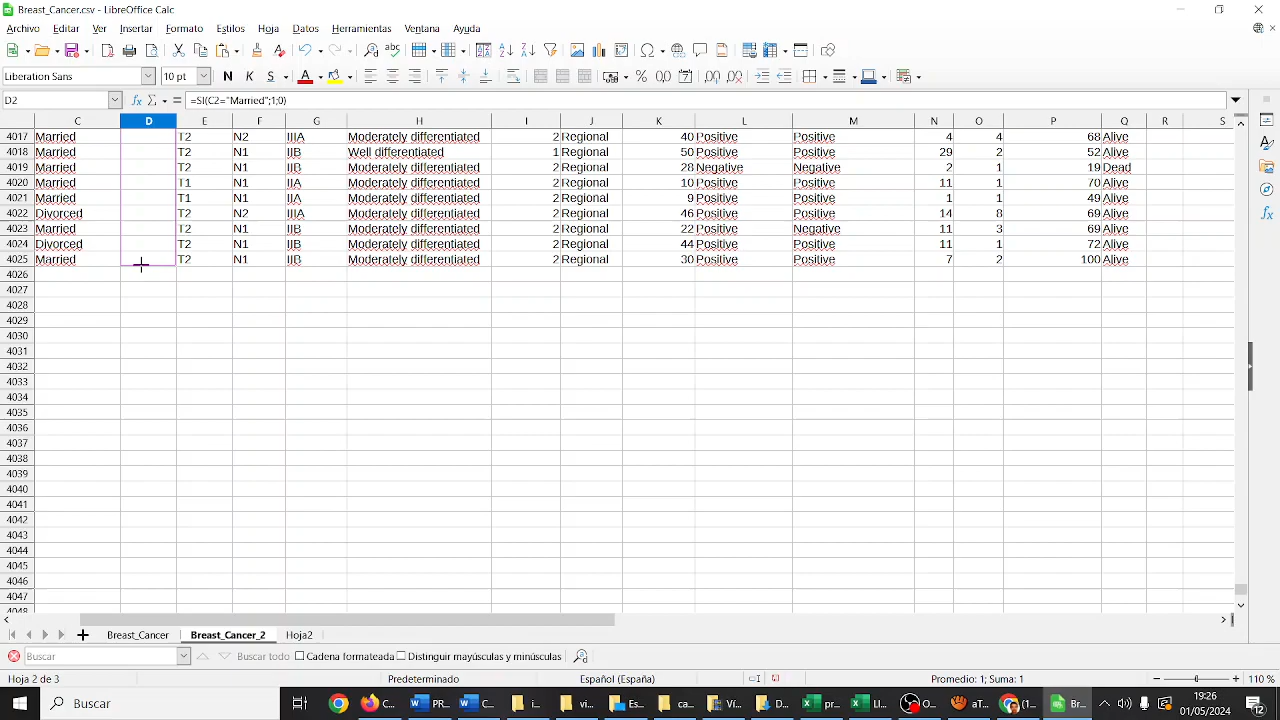 Breast_Cancer.csv - LibreOffice Calc
Archivo Editar Ver Insertar Formato Estilos Hoja Datos Herramientas Ventana Ayuda
Liberation Sans 10 pt N K S
D2 =SI(C2="Married";1;0)
C D E F G H I J K L M N O P Q R S
4017 Married T2 N2 IIIA Moderately differentiated 2 Regional 40 Positive Positive 4 4 68 Alive
4018 Married T2 N1 IIB Well differentiated 1 Regional 50 Positive Positive 29 2 52 Alive
4019 Married T2 N1 IIB Moderately differentiated 2 Regional 28 Negative Negative 2 1 19 Dead
4020 Married T1 N1 IIA Moderately differentiated 2 Regional 10 Positive Positive 11 1 70 Alive
4021 Married T1 N1 IIA Moderately differentiated 2 Regional 9 Positive Positive 1 1 49 Alive
4022 Divorced T2 N2 IIIA Moderately differentiated 2 Regional 46 Positive Positive 14 8 69 Alive
4023 Married T2 N1 IIB Moderately differentiated 2 Regional 22 Positive Negative 11 3 69 Alive
4024 Divorced T2 N1 IIB Moderately differentiated 2 Regional 44 Positive Positive 11 1 72 Alive
4025 Married T2 N1 IIB Moderately differentiated 2 Regional 30 Positive Positive 7 2 100 Alive
4026
4027
4028
4029
4030
4031
4032
4033
4034
4035
4036
4037
4038
4039
4040
4041
4042
4043
4044
4045
4046
4047
4048
Breast_Cancer Breast_Cancer_2 Hoja2
Buscar Buscar todo Cadena formateada Distinguir mayúsculas y minúsculas
Hoja 2 de 3 Predeterminado Español (España) Promedio: 1; Suma: 1 110 %
Buscar W... W... i... vi... Es... ca... Vi... D... E... Li... O... aT... (1... Br... 19:26
01/05/2024